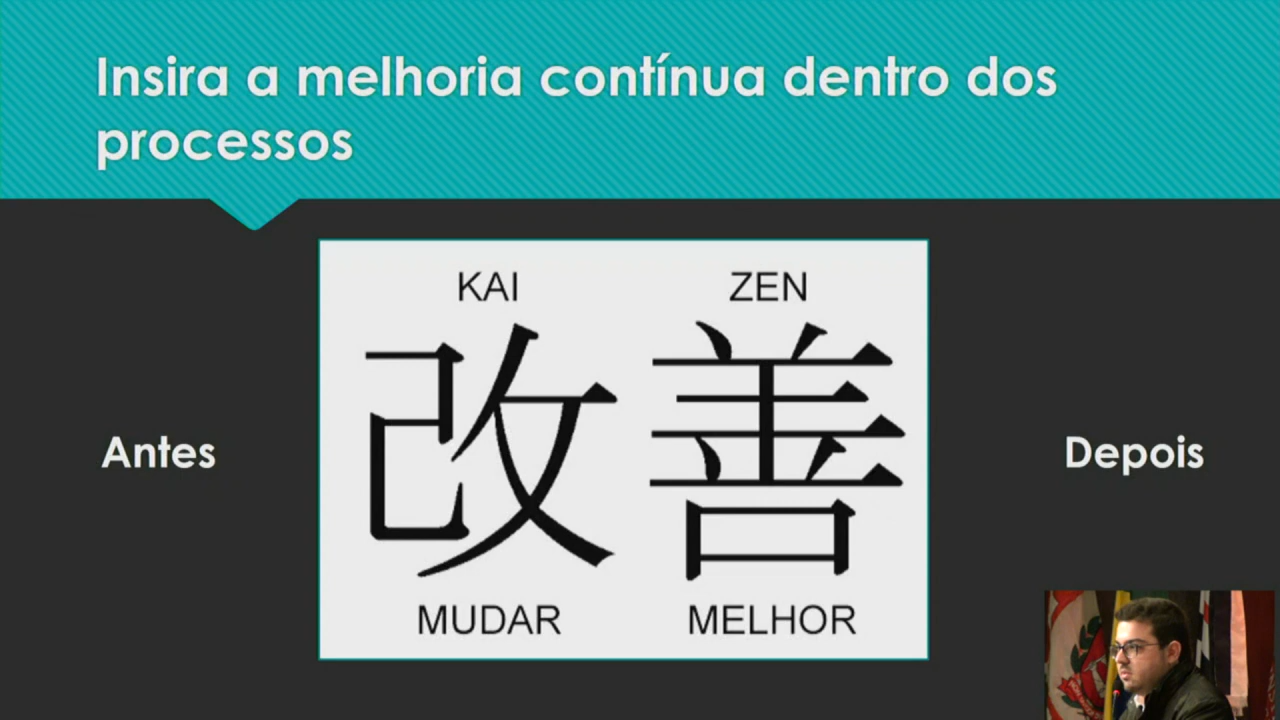 Insira a melhoria contínua dentro dos
processos
KAI ZEN
改善
Antes
Depois
MUDAR MELHOR